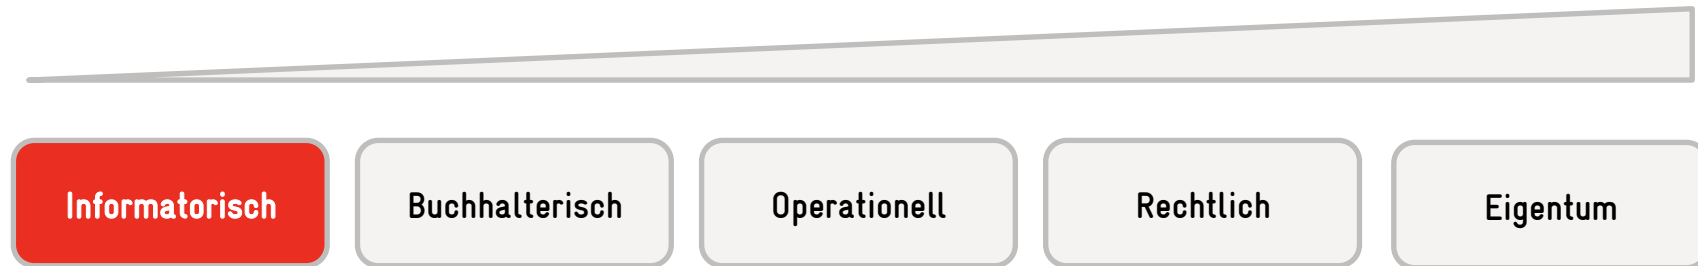 Informatorisch
Buchhalterisch
Operationell
Rechtlich
Eigentum